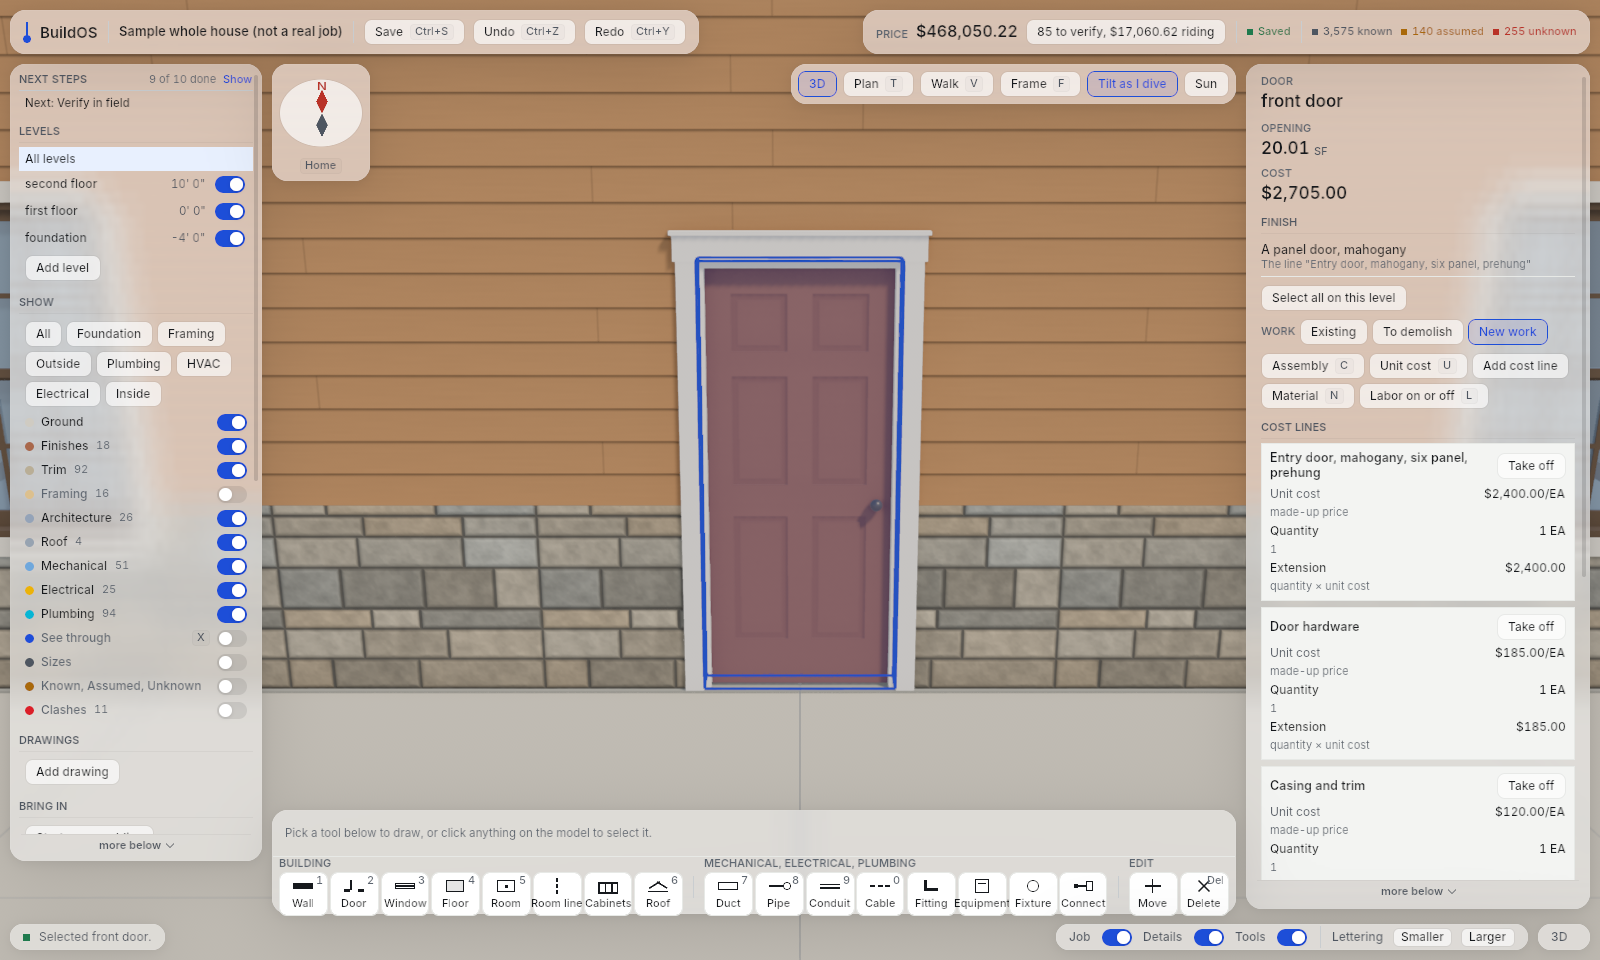 BuildOS
Sample whole house (not a real job)
Save Ctrl+S
Undo Ctrl+Z
Redo Ctrl+Y
PRICE $468,050.22
85 to verify, $17,060.62 riding
Saved
3,575 known
140 assumed
255 unknown
NEXT STEPS
9 of 10 done Show
Next: Verify in field
LEVELS
All levels
second floor 10' 0"
first floor 0' 0"
foundation -4' 0"
Add level
SHOW
All Foundation Framing
Outside Plumbing HVAC
Electrical Inside
Ground
Finishes 18
Trim 92
Framing 16
Architecture 26
Roof 4
Mechanical 51
Electrical 25
Plumbing 94
See through X
Sizes
Known, Assumed, Unknown
Clashes 11
DRAWINGS
Add drawing
BRING IN
more below
N
Home
3D
Plan T
Walk V
Frame F
Tilt as I dive
Sun
DOOR
front door
OPENING
20.01 SF
COST
$2,705.00
FINISH
A panel door, mahogany
The line "Entry door, mahogany, six panel, prehung"
Select all on this level
WORK Existing To demolish New work
Assembly C Unit cost U Add cost line
Material N Labor on or off L
COST LINES
Entry door, mahogany, six panel,
prehung
Take off
Unit cost $2,400.00/EA
made-up price
Quantity 1 EA
1
Extension $2,400.00
quantity × unit cost
Door hardware Take off
Unit cost $185.00/EA
made-up price
Quantity 1 EA
1
Extension $185.00
quantity × unit cost
Casing and trim Take off
Unit cost $120.00/EA
made-up price
Quantity 1 EA
1
more below
Pick a tool below to draw, or click anything on the model to select it.
BUILDING
1 Wall
2 Door
3 Window
4 Floor
5 Room
Room line
Cabinets
6 Roof
MECHANICAL, ELECTRICAL, PLUMBING
7 Duct
8 Pipe
9 Conduit
0 Cable
Fitting
Equipment
Fixture
Connect
EDIT
Move
Del Delete
Selected front door.
Job Details Tools Lettering Smaller Larger 3D